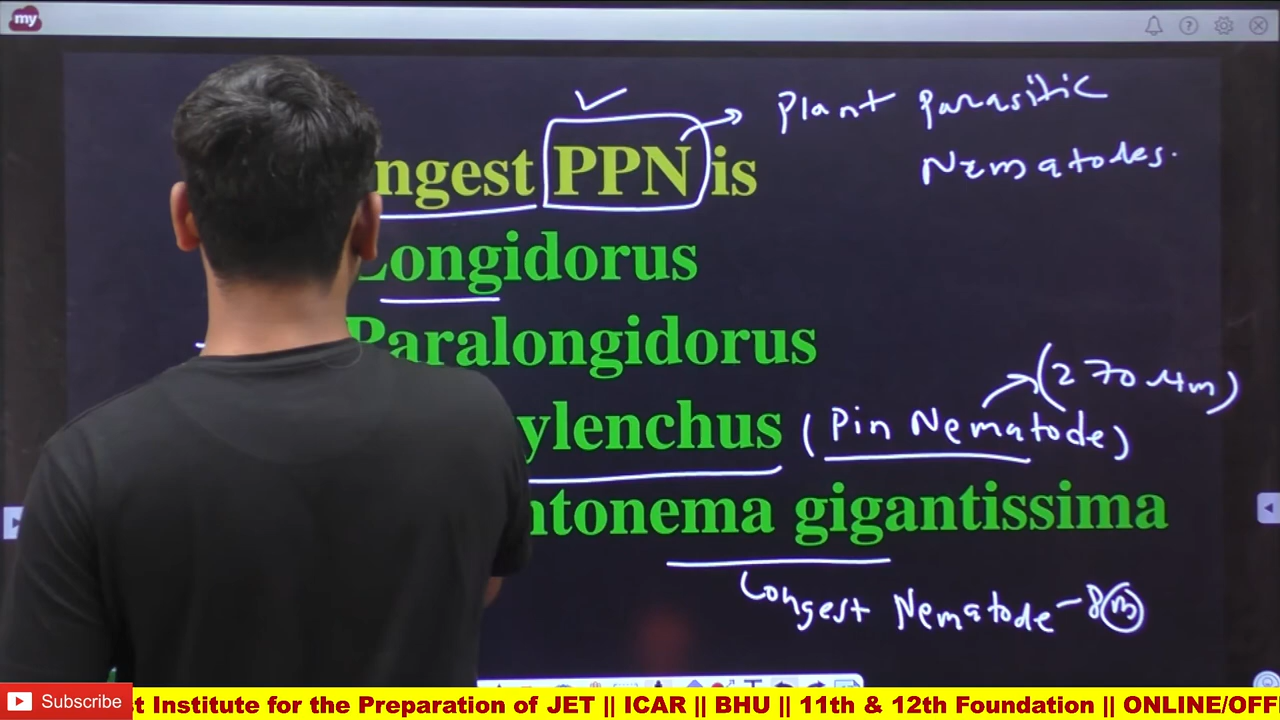 my
Plant Parasitic
ngest PPN is
Nematodes.
Longidorus
Paralongidorus
(270 μm)
ylenchus (Pin Nematode)
ntonema gigantissima
Longest Nematode - 8m
Subscribe
t Institute for the Preparation of JET || ICAR || BHU || 11th & 12th Foundation || ONLINE/OFF